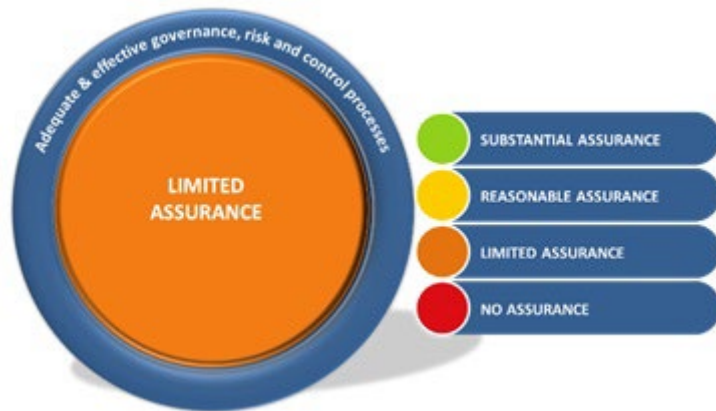 Adequate & effective governance, risk and control processes
LIMITED
ASSURANCE
SUBSTANTIAL ASSURANCE
REASONABLE ASSURANCE
LIMITED ASSURANCE
NO ASSURANCE